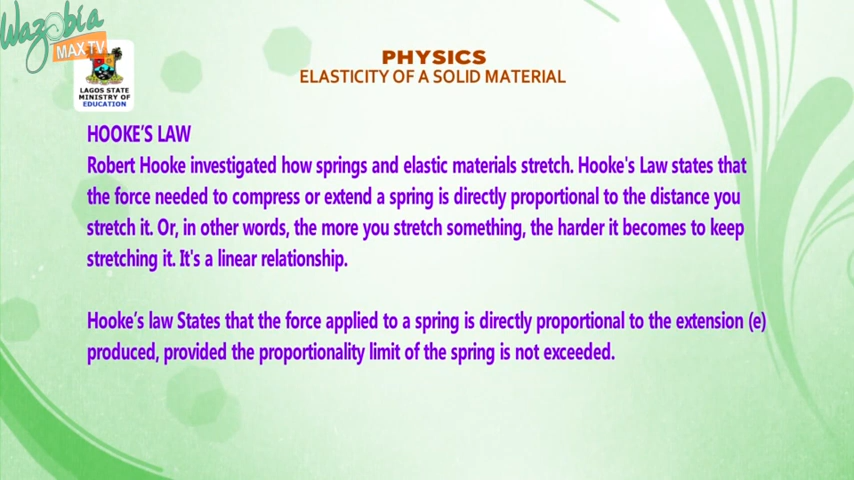 Wazobia
MAX TV
LAGOS STATE
MINISTRY OF
EDUCATION
PHYSICS
ELASTICITY OF A SOLID MATERIAL
HOOKE'S LAW
Robert Hooke investigated how springs and elastic materials stretch. Hooke's Law states that
the force needed to compress or extend a spring is directly proportional to the distance you
stretch it. Or, in other words, the more you stretch something, the harder it becomes to keep
stretching it. It's a linear relationship.
Hooke's law States that the force applied to a spring is directly proportional to the extension (e)
produced, provided the proportionality limit of the spring is not exceeded.